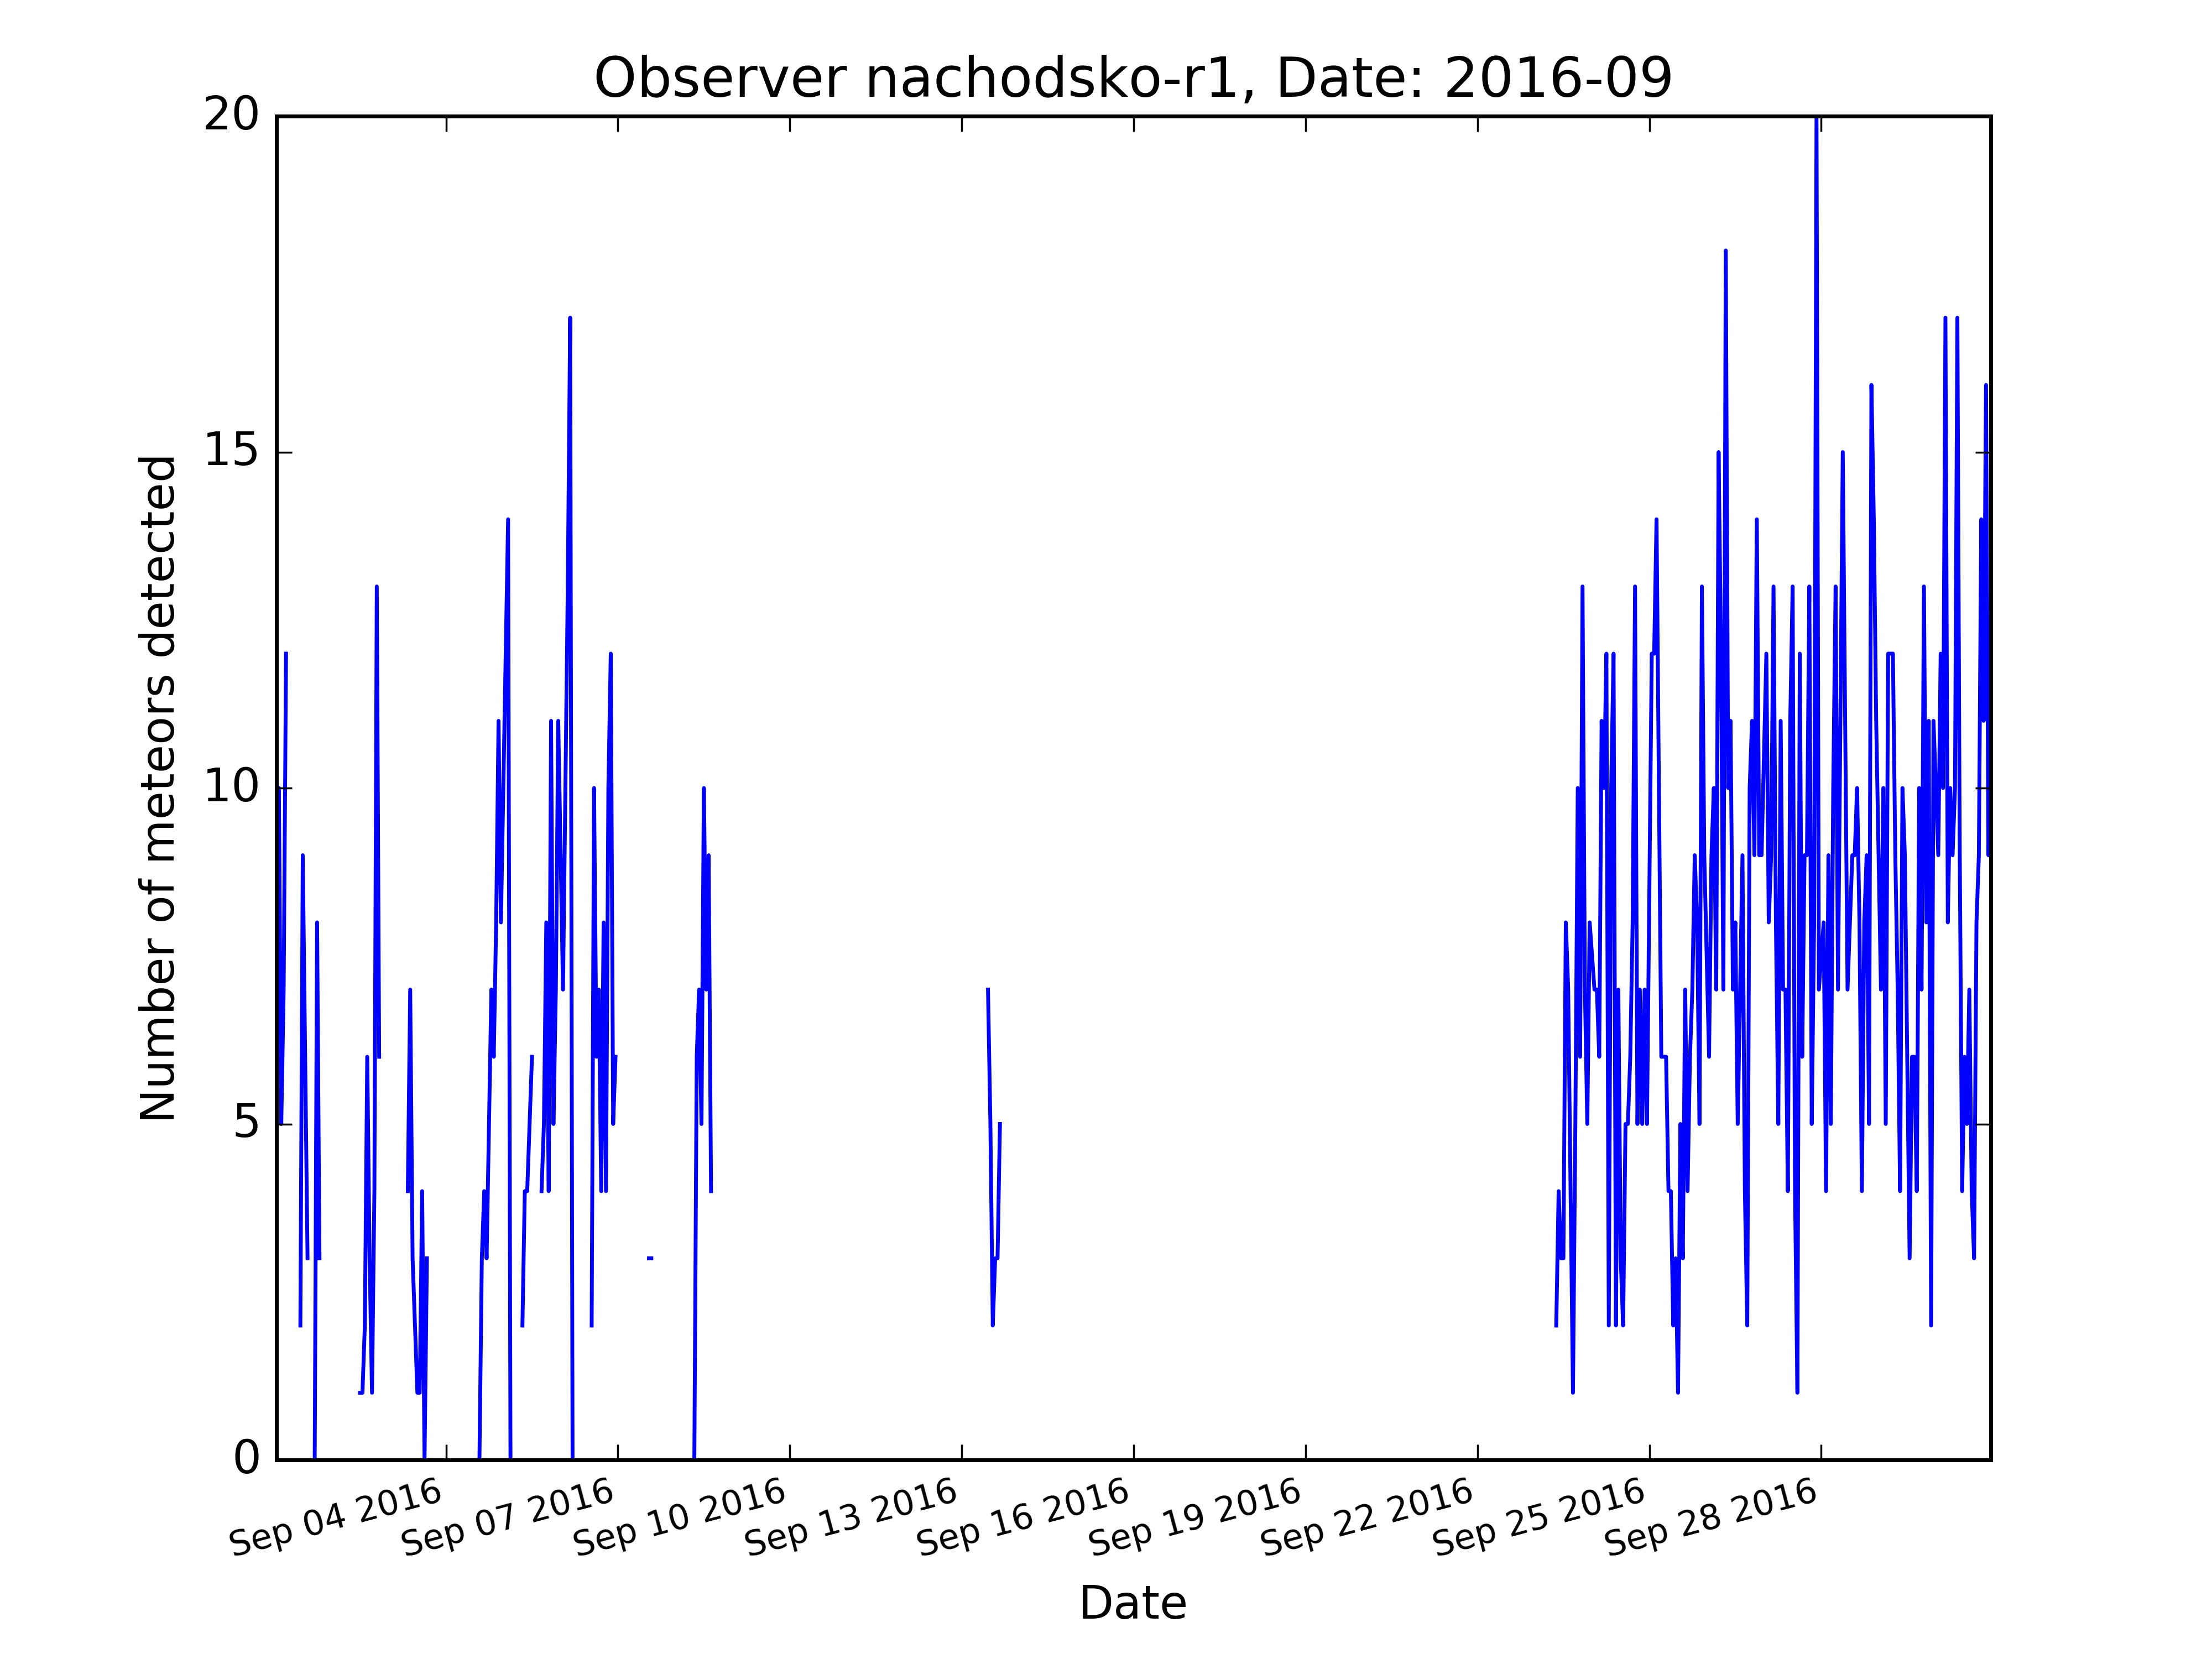 Observer nachodsko-r1, Date: 2016-09
20
15
10
5
0
Number of meteors detected
Sep 04 2016
Sep 07 2016
Sep 10 2016
Sep 13 2016
Sep 16 2016
Sep 19 2016
Sep 22 2016
Sep 25 2016
Sep 28 2016
Date